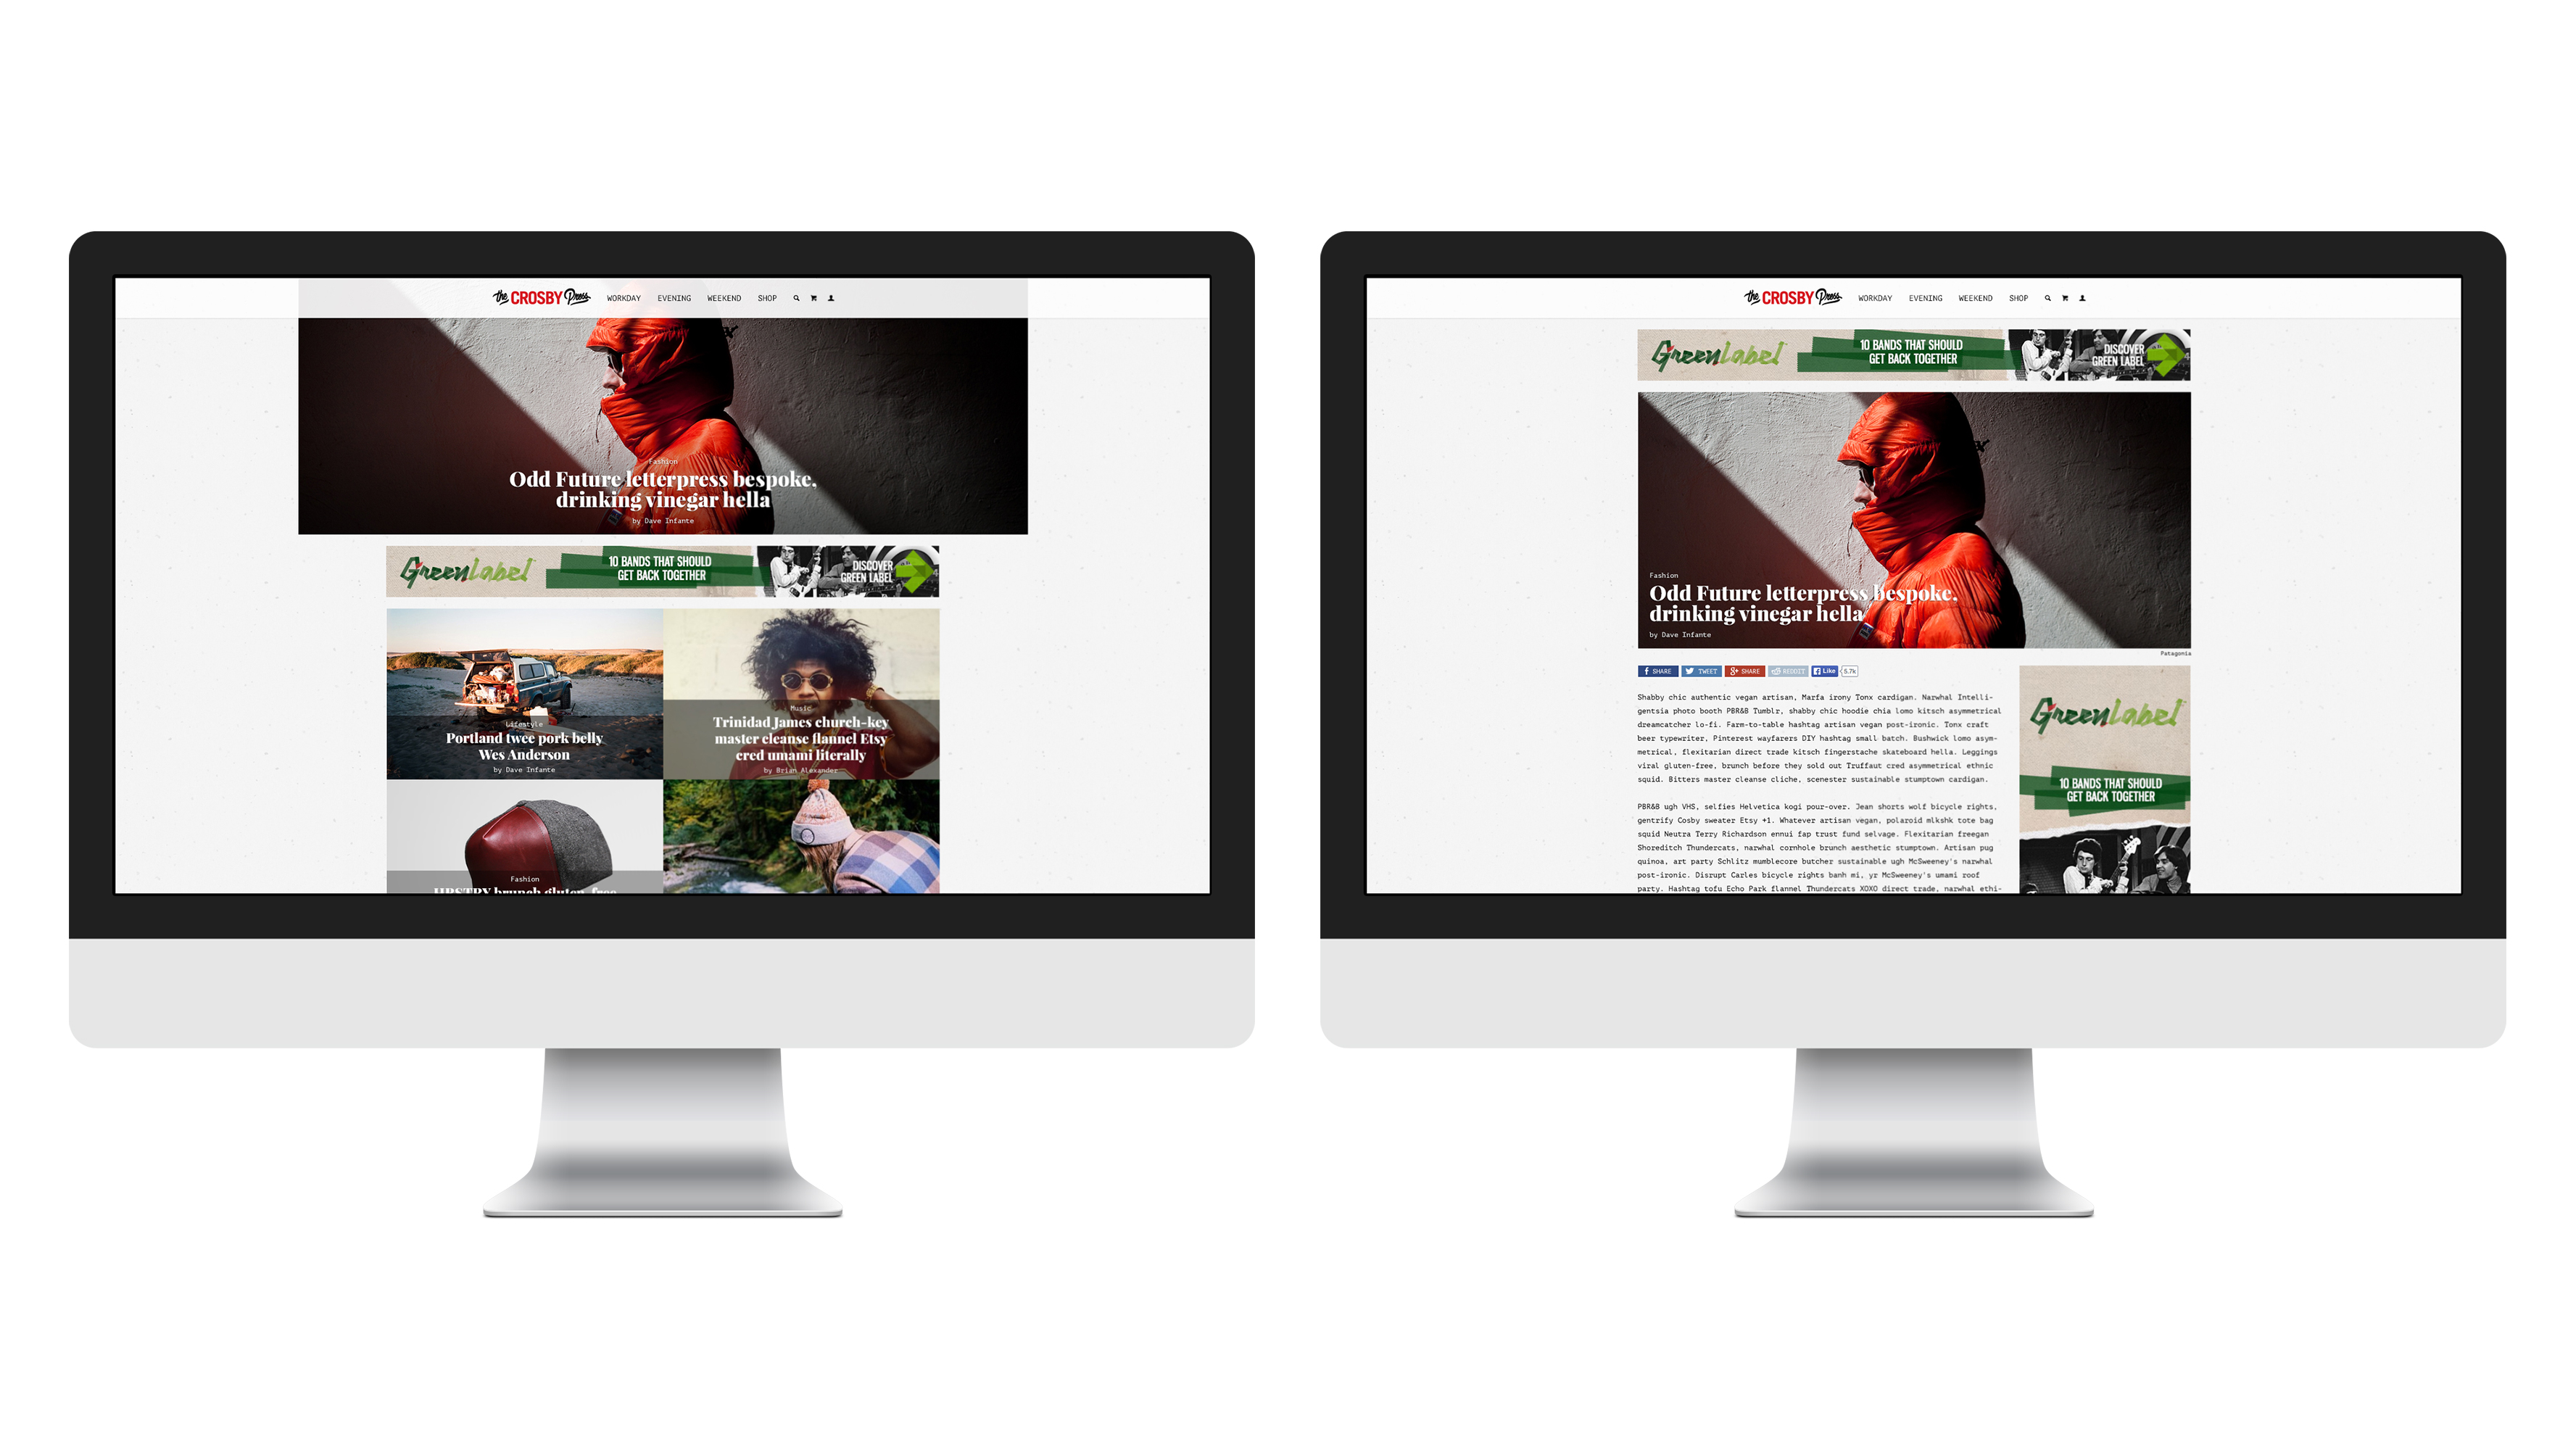 the CROSBY Press WORKDAY EVENING WEEKEND SHOP
Fashion
Odd Future letterpress bespoke,
drinking vinegar hella
by Dave Infante
GreenLabel
10 BANDS THAT SHOULD
GET BACK TOGETHER
DISCOVER
GREEN LABEL
Lifestyle
Portland twee pork belly
Wes Anderson
by Dave Infante
Music
Trinidad James church-key
master cleanse flannel Etsy
cred umami literally
by Brian Alexander
Fashion
brunch gluten-free
the CROSBY Press WORKDAY EVENING WEEKEND SHOP
GreenLabel
10 BANDS THAT SHOULD
GET BACK TOGETHER
DISCOVER
GREEN LABEL
Fashion
Odd Future letterpress bespoke,
drinking vinegar hella
by Dave Infante
Patagonia
SHARE TWEET SHARE REDDIT Like 5.7k
Shabby chic authentic vegan artisan, Marfa irony Tonx cardigan. Narwhal Intelli-
gentsia photo booth PBR&B Tumblr, shabby chic hoodie chia lomo kitsch asymmetrical
dreamcatcher lo-fi. Farm-to-table hashtag artisan vegan post-ironic. Tonx craft
beer typewriter, Pinterest wayfarers DIY hashtag small batch. Bushwick lomo asym-
metrical, flexitarian direct trade kitsch fingerstache skateboard hella. Leggings
viral gluten-free, brunch before they sold out Truffaut cred asymmetrical ethnic
squid. Bitters master cleanse cliche, scenester sustainable stumptown cardigan.
PBR&B ugh VHS, selfies Helvetica kogi pour-over. Jean shorts wolf bicycle rights,
gentrify Cosby sweater Etsy +1. Whatever artisan vegan, polaroid mlkshk tote bag
squid Neutra Terry Richardson ennui fap trust fund selvage. Flexitarian freegan
Shoreditch Thundercats, narwhal cornhole brunch aesthetic stumptown. Artisan pug
quinoa, art party Schlitz mumblecore butcher sustainable ugh McSweeney's narwhal
post-ironic. Disrupt Carles bicycle rights banh mi, yr McSweeney's umami roof
party. Hashtag tofu Echo Park flannel Thundercats XOXO direct trade, narwhal ethi-
GreenLabel
10 BANDS THAT SHOULD
GET BACK TOGETHER